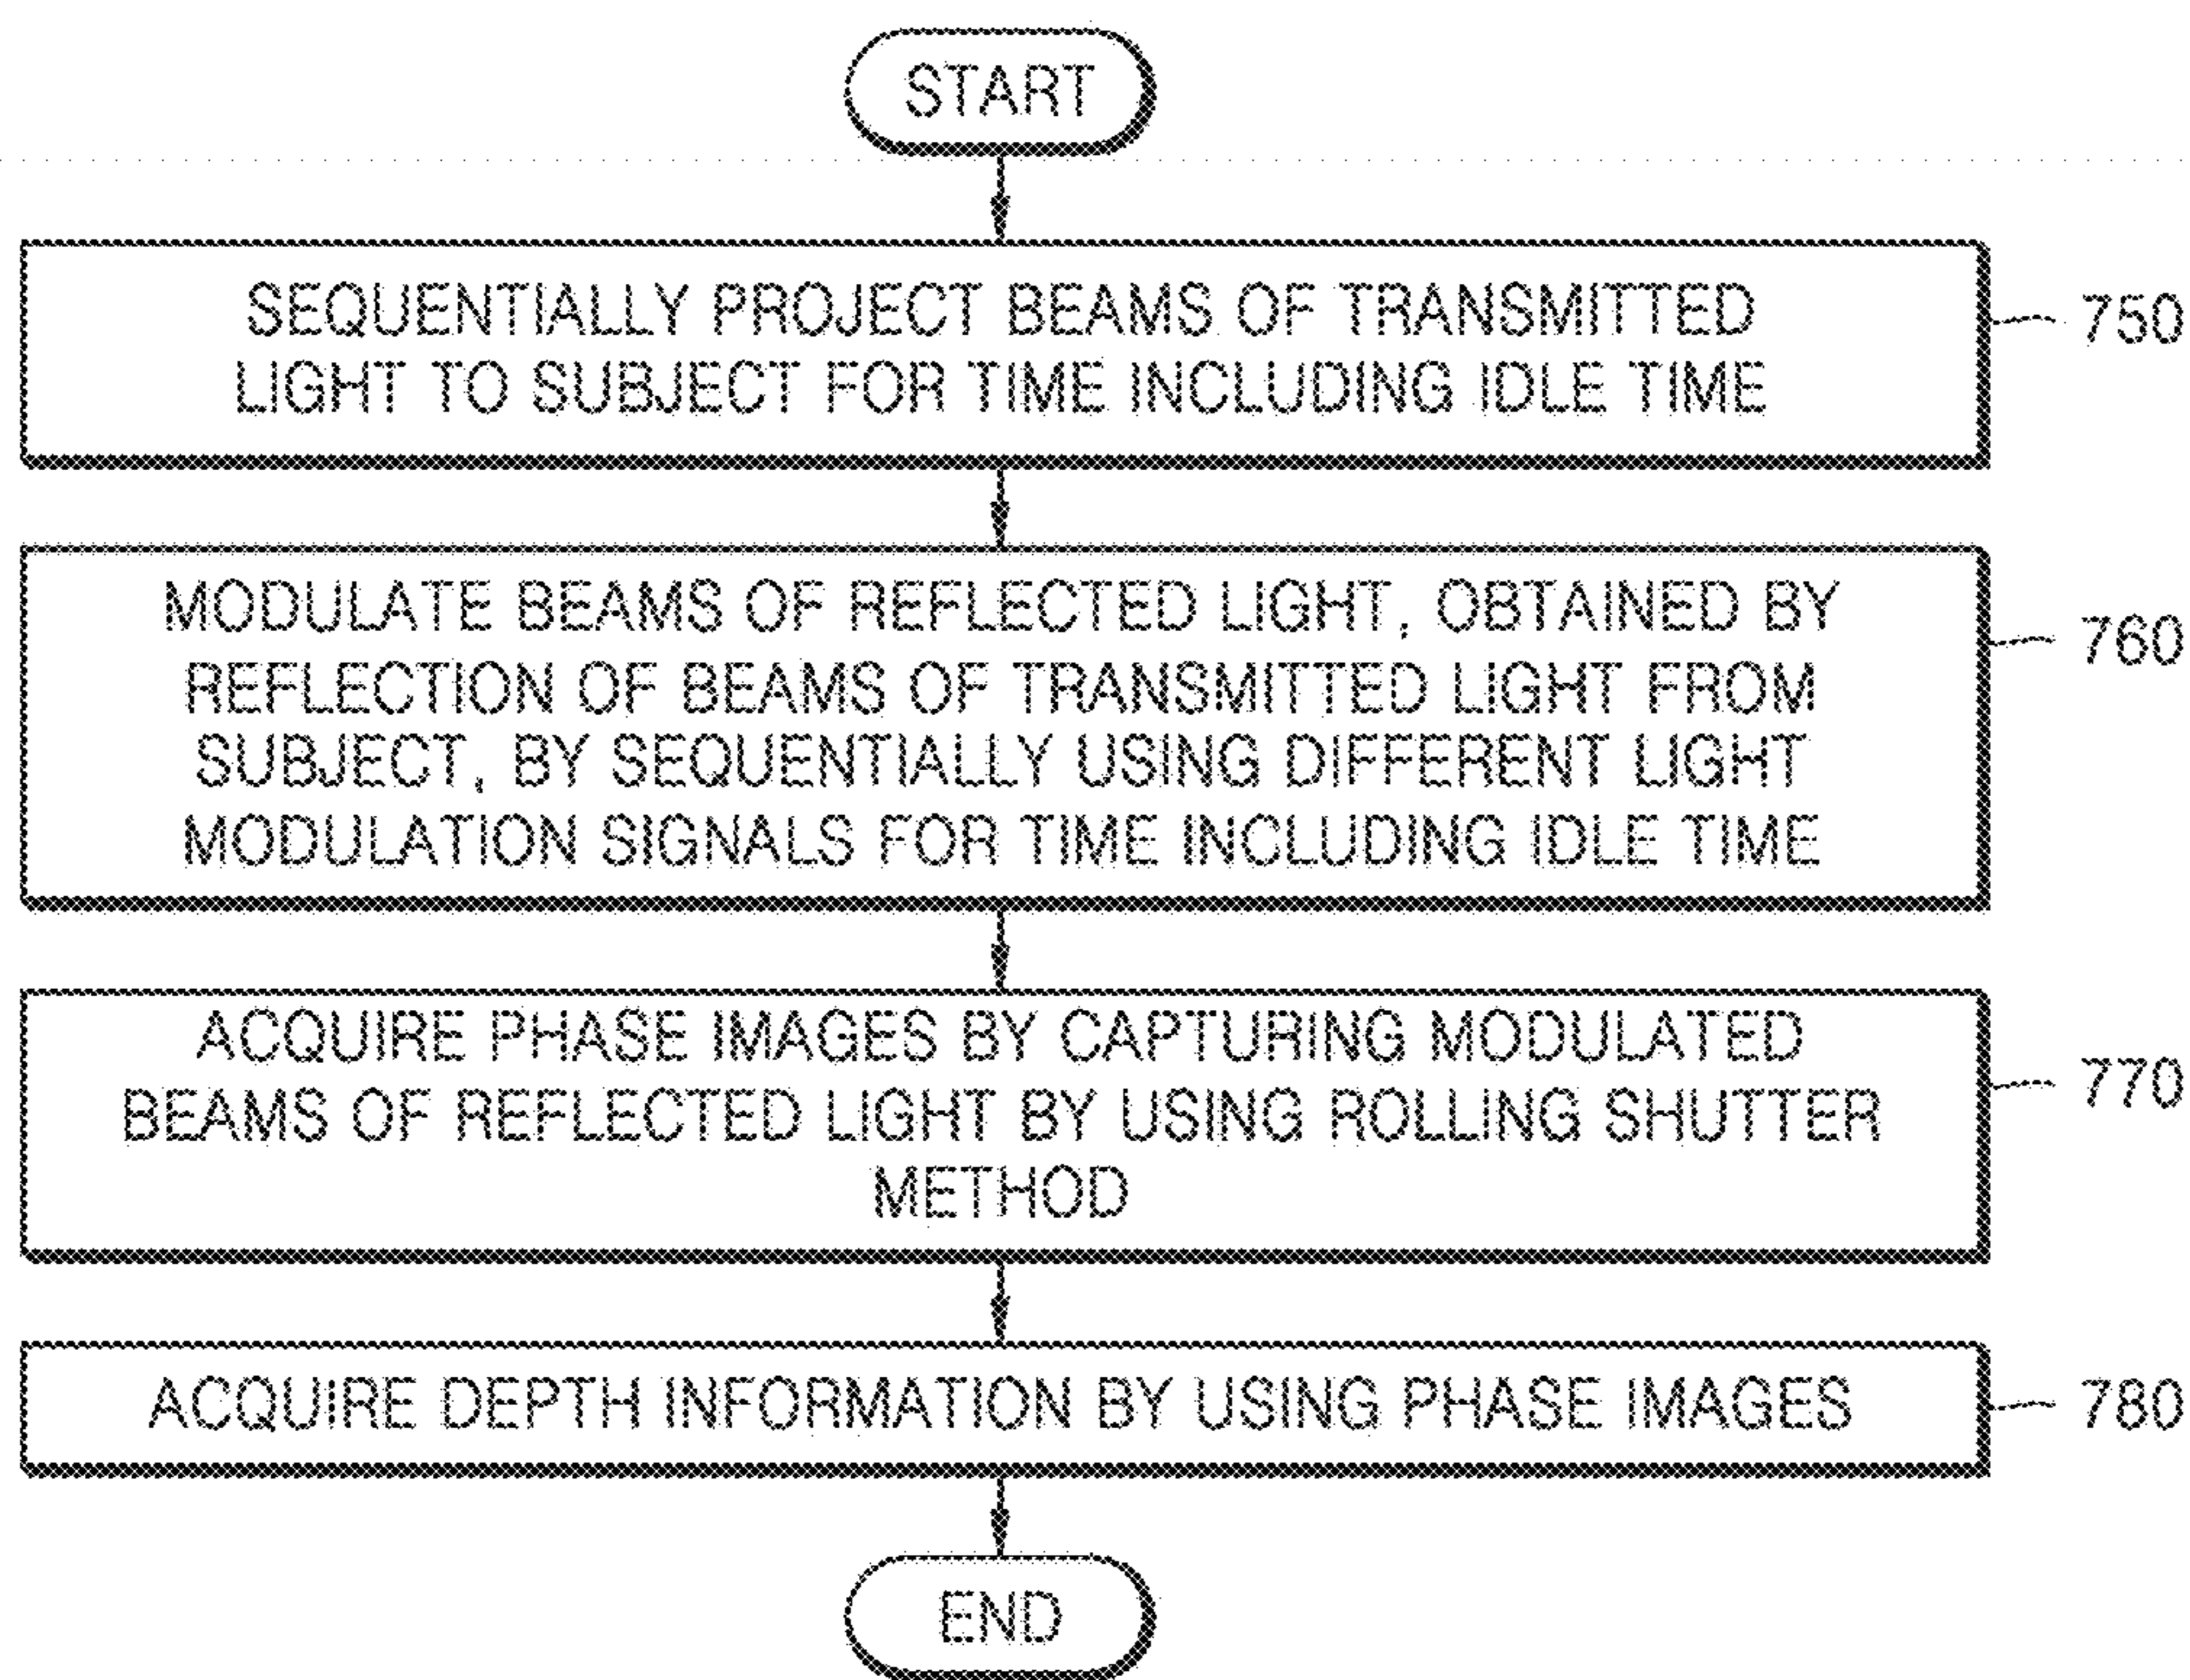 START
SEQUENTIALLY PROJECT BEAMS OF TRANSMITTED
LIGHT TO SUBJECT FOR TIME INCLUDING IDLE TIME
750
MODULATE BEAMS OF REFLECTED LIGHT, OBTAINED BY
REFLECTION OF BEAMS OF TRANSMITTED LIGHT FROM
SUBJECT, BY SEQUENTIALLY USING DIFFERENT LIGHT
MODULATION SIGNALS FOR TIME INCLUDING IDLE TIME
760
ACQUIRE PHASE IMAGES BY CAPTURING MODULATED
BEAMS OF REFLECTED LIGHT BY USING ROLLING SHUTTER
METHOD
770
ACQUIRE DEPTH INFORMATION BY USING PHASE IMAGES
780
END